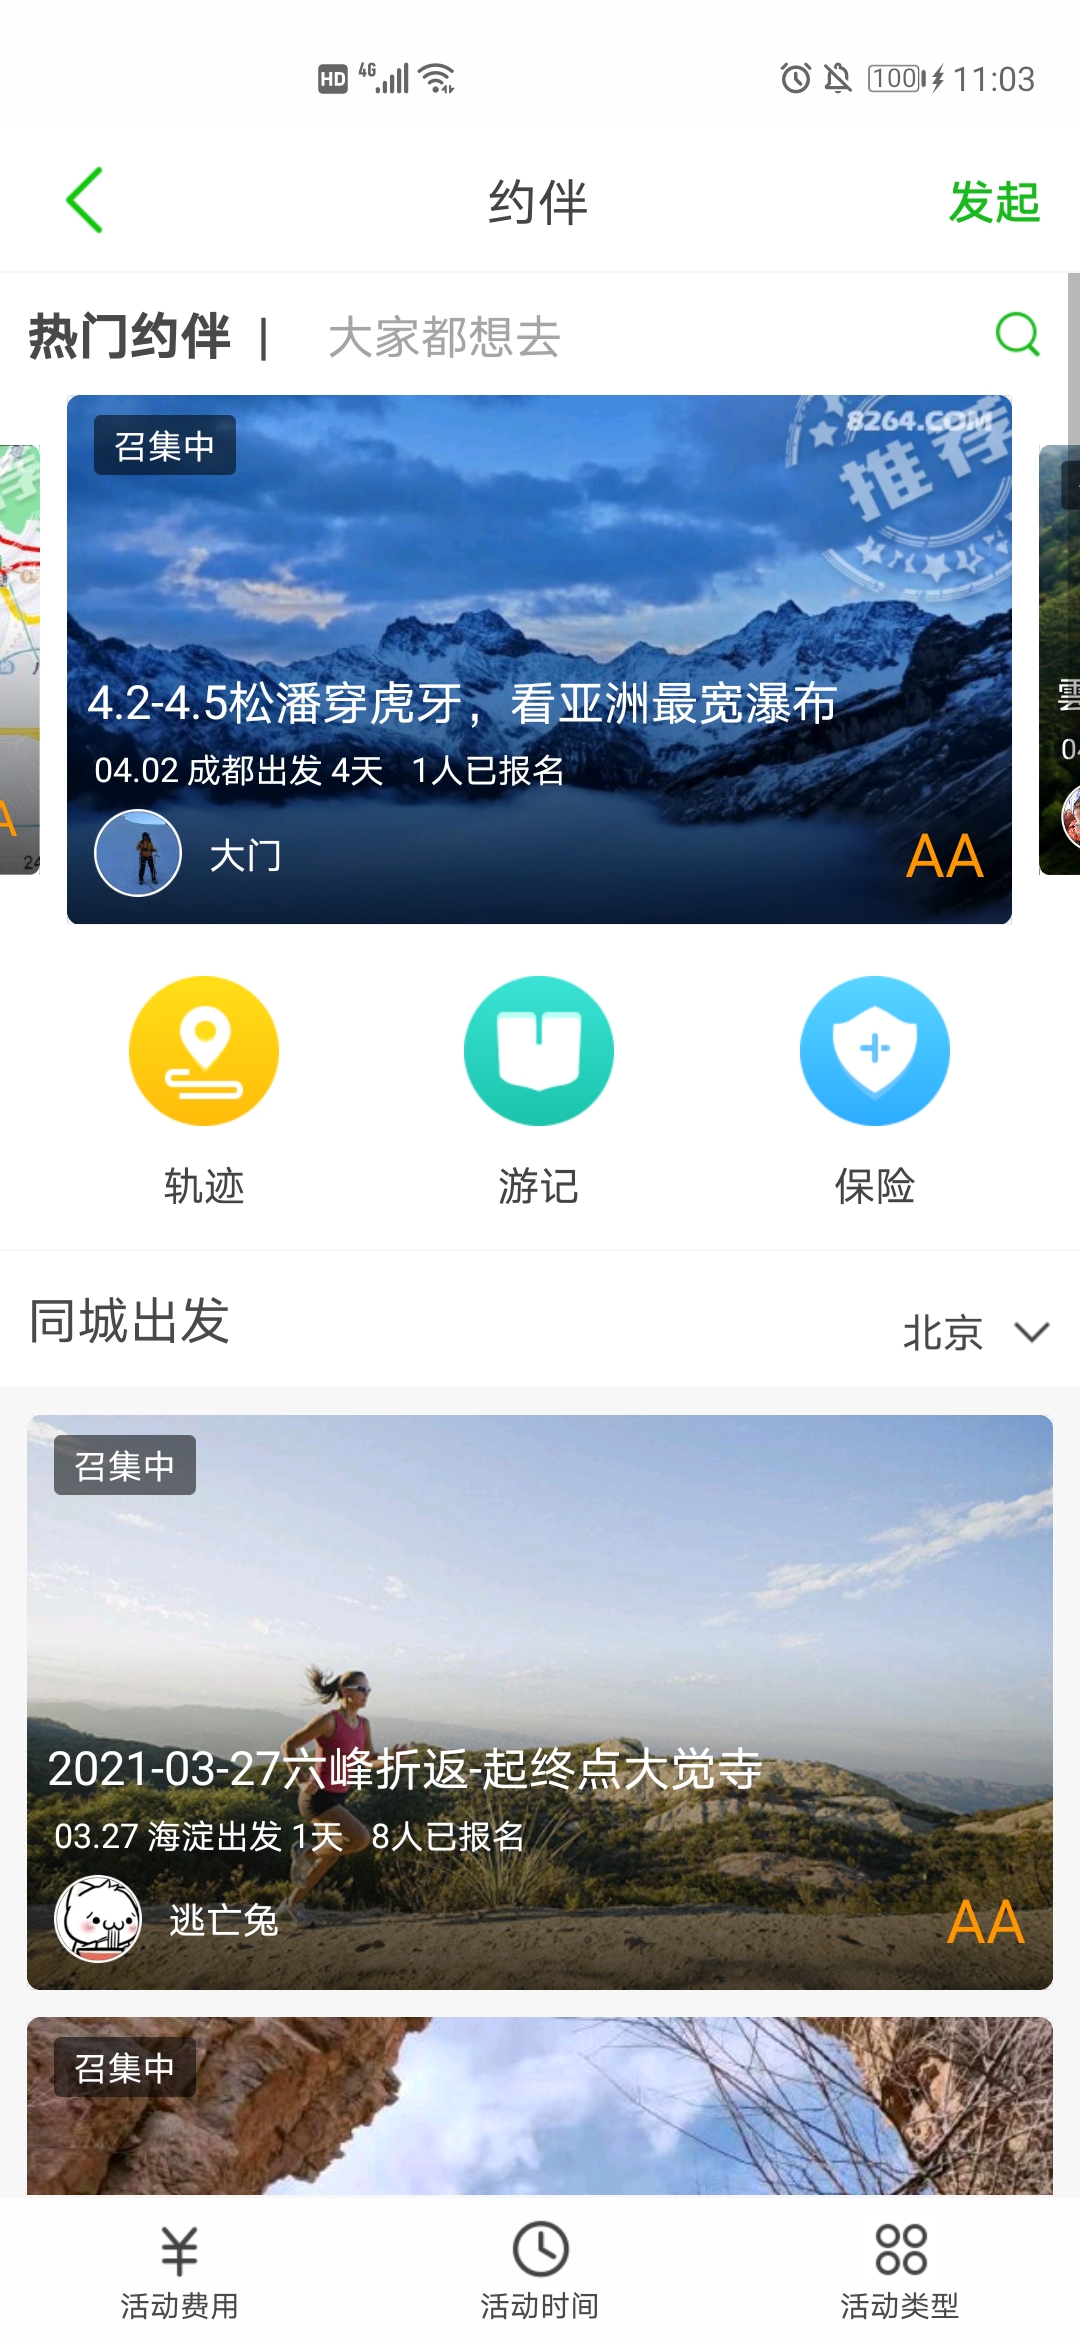 HD 4G 100 11:03
约伴
发起
热门约伴 | 大家都想去
召集中
8264.COM
推荐
4.2-4.5松潘穿虎牙，看亚洲最宽瀑布
04.02 成都出发 4天 1人已报名
大门
AA
轨迹 游记 保险
同城出发
北京
召集中
2021-03-27六峰折返-起终点大觉寺
03.27 海淀出发 1天 8人已报名
逃亡兔
AA
召集中
活动费用 活动时间 活动类型